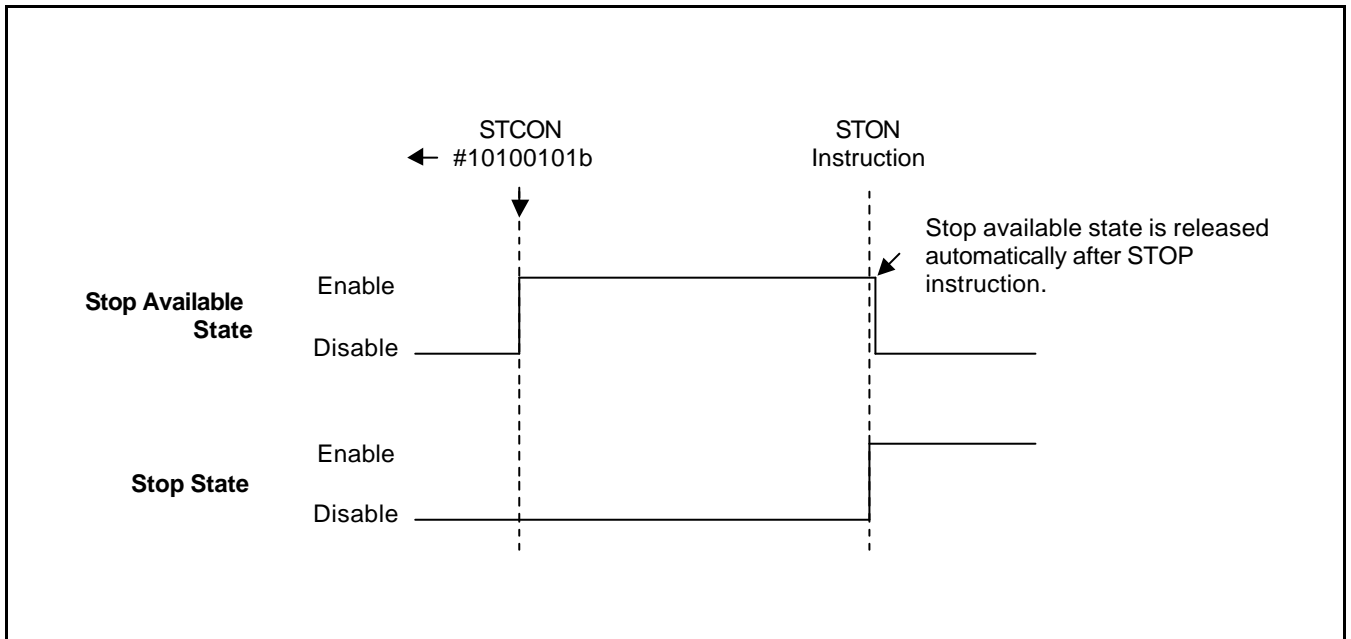 STCON
← #10100101b
STON
Instruction
Stop available state is released
automatically after STOP
instruction.
Stop Available
State
Enable
Disable
Stop State
Enable
Disable